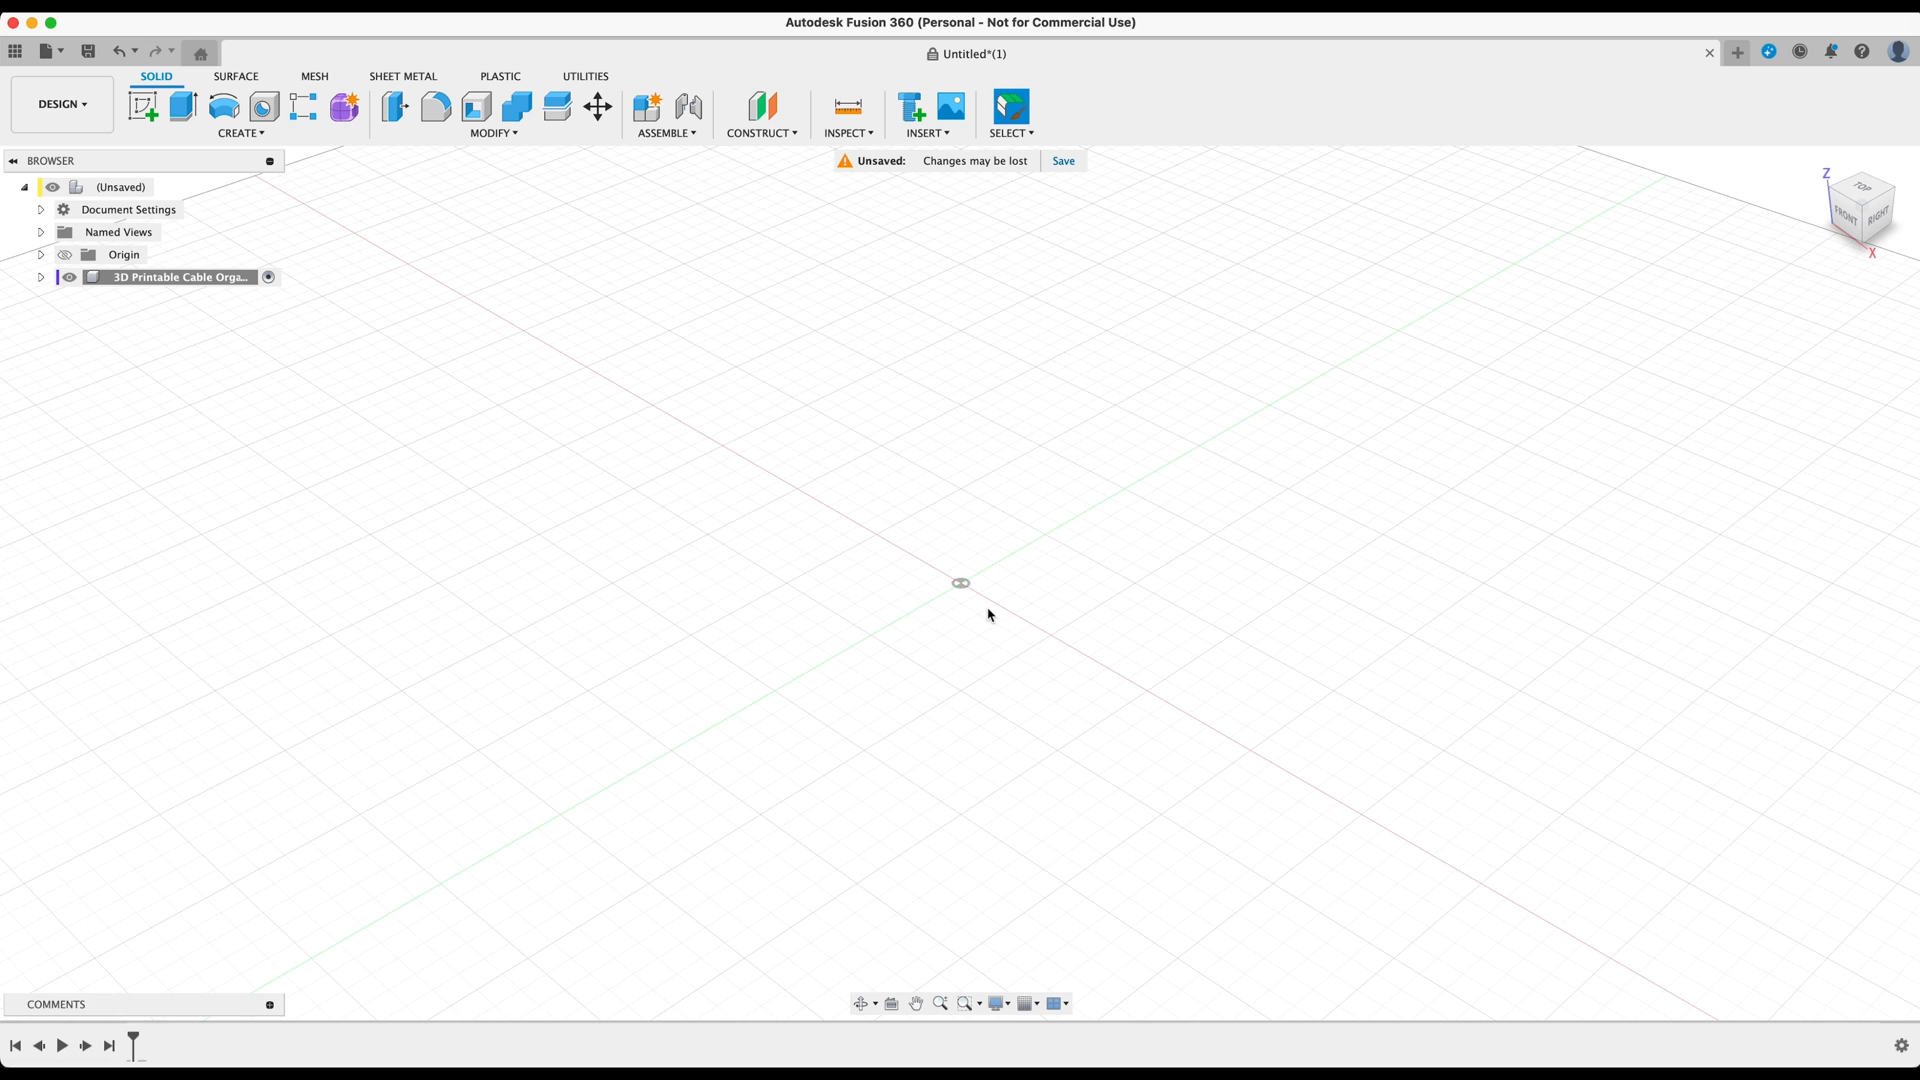 Autodesk Fusion 360 (Personal - Not for Commercial Use)
Untitled*(1)
SOLID SURFACE MESH SHEET METAL PLASTIC UTILITIES
DESIGN
CREATE MODIFY ASSEMBLE CONSTRUCT INSPECT INSERT SELECT
BROWSER
Unsaved: Changes may be lost Save
(Unsaved)
Document Settings
Named Views
Origin
3D Printable Cable Orga...
Z
TOP
FRONT RIGHT
X
COMMENTS